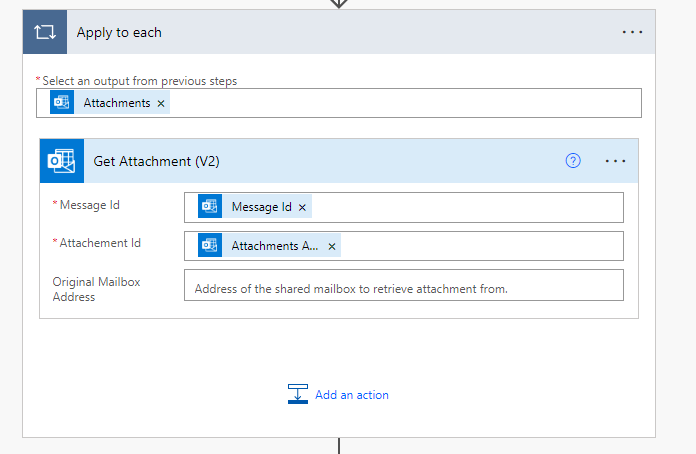 Apply to each
* Select an output from previous steps
Attachments ×
Get Attachment (V2)
* Message Id
Message Id ×
* Attachement Id
Attachments A... ×
Original Mailbox
Address
Address of the shared mailbox to retrieve attachment from.
Add an action